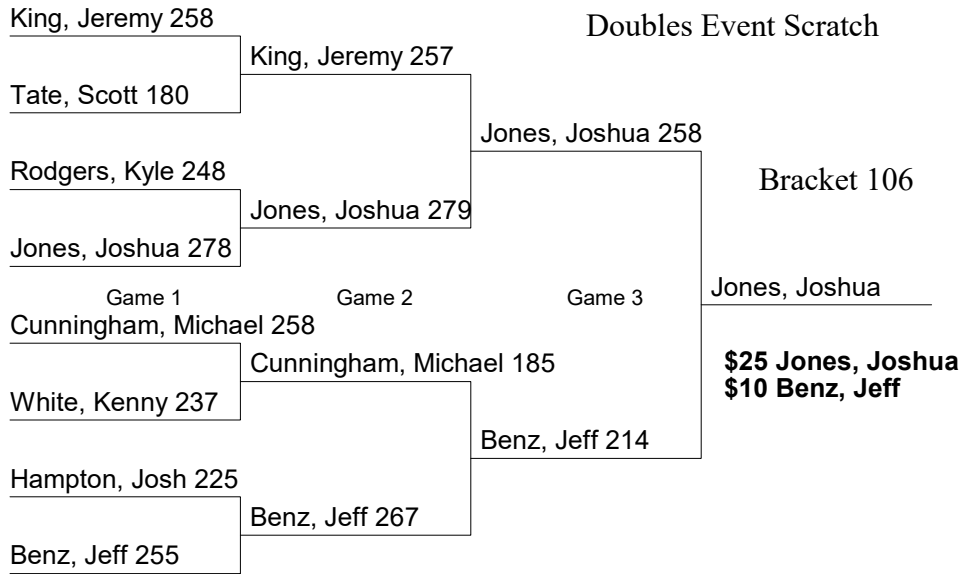 King, Jeremy 258
Doubles Event Scratch
King, Jeremy 257
Tate, Scott 180
Jones, Joshua 258
Rodgers, Kyle 248
Bracket 106
Jones, Joshua 279
Jones, Joshua 278
Game 1
Game 2
Game 3
Jones, Joshua
Cunningham, Michael 258
Cunningham, Michael 185
$25 Jones, Joshua
$10 Benz, Jeff
White, Kenny 237
Benz, Jeff 214
Hampton, Josh 225
Benz, Jeff 267
Benz, Jeff 255